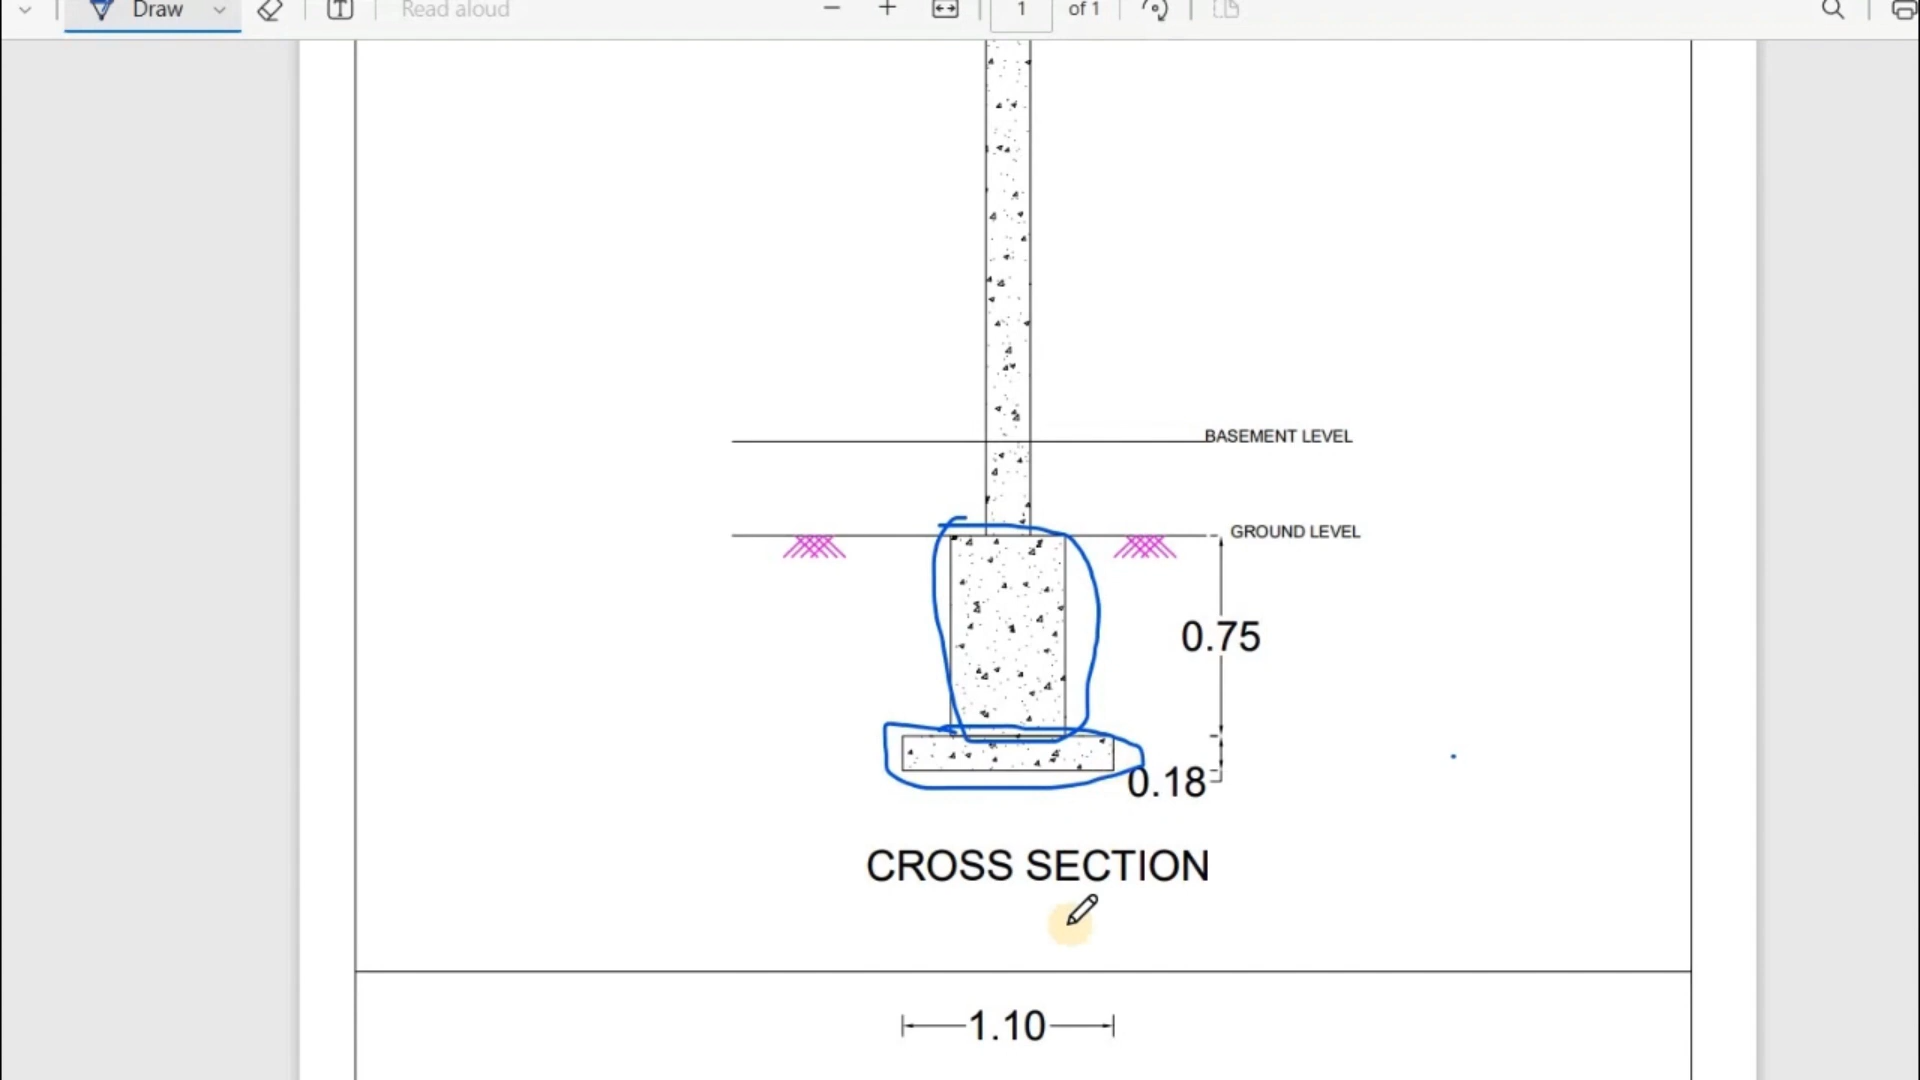 Draw
Read aloud
1
of 1
BASEMENT LEVEL
GROUND LEVEL
0.75
0.18
CROSS SECTION
1.10